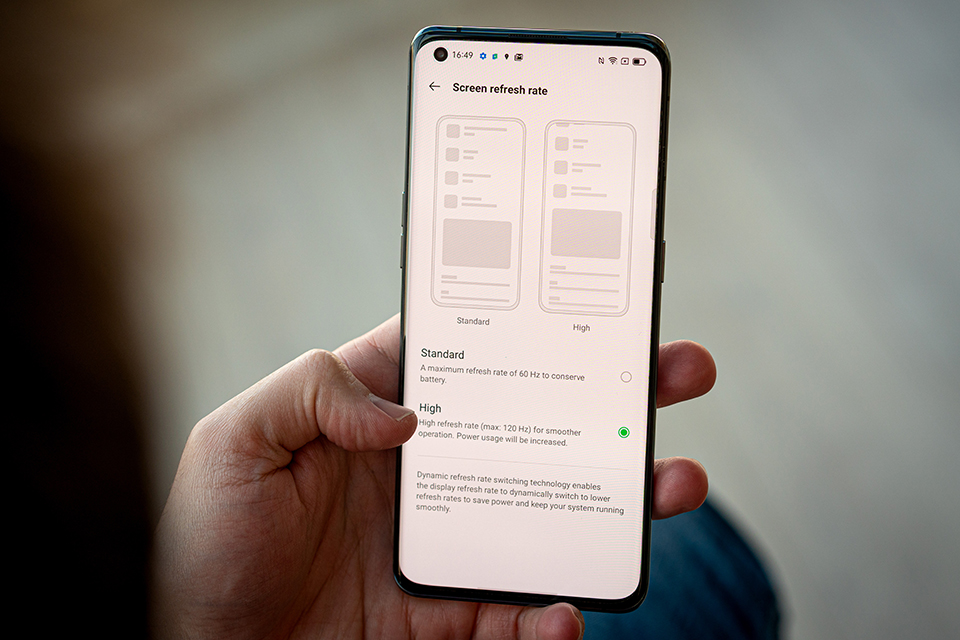 16:49
Screen refresh rate
Standard
High
Standard
A maximum refresh rate of 60 Hz to conserve
battery.
High
High refresh rate (max: 120 Hz) for smoother
operation. Power usage will be increased.
Dynamic refresh rate switching technology enables
the display refresh rate to dynamically switch to lower
refresh rates to save power and keep your system running
smoothly.